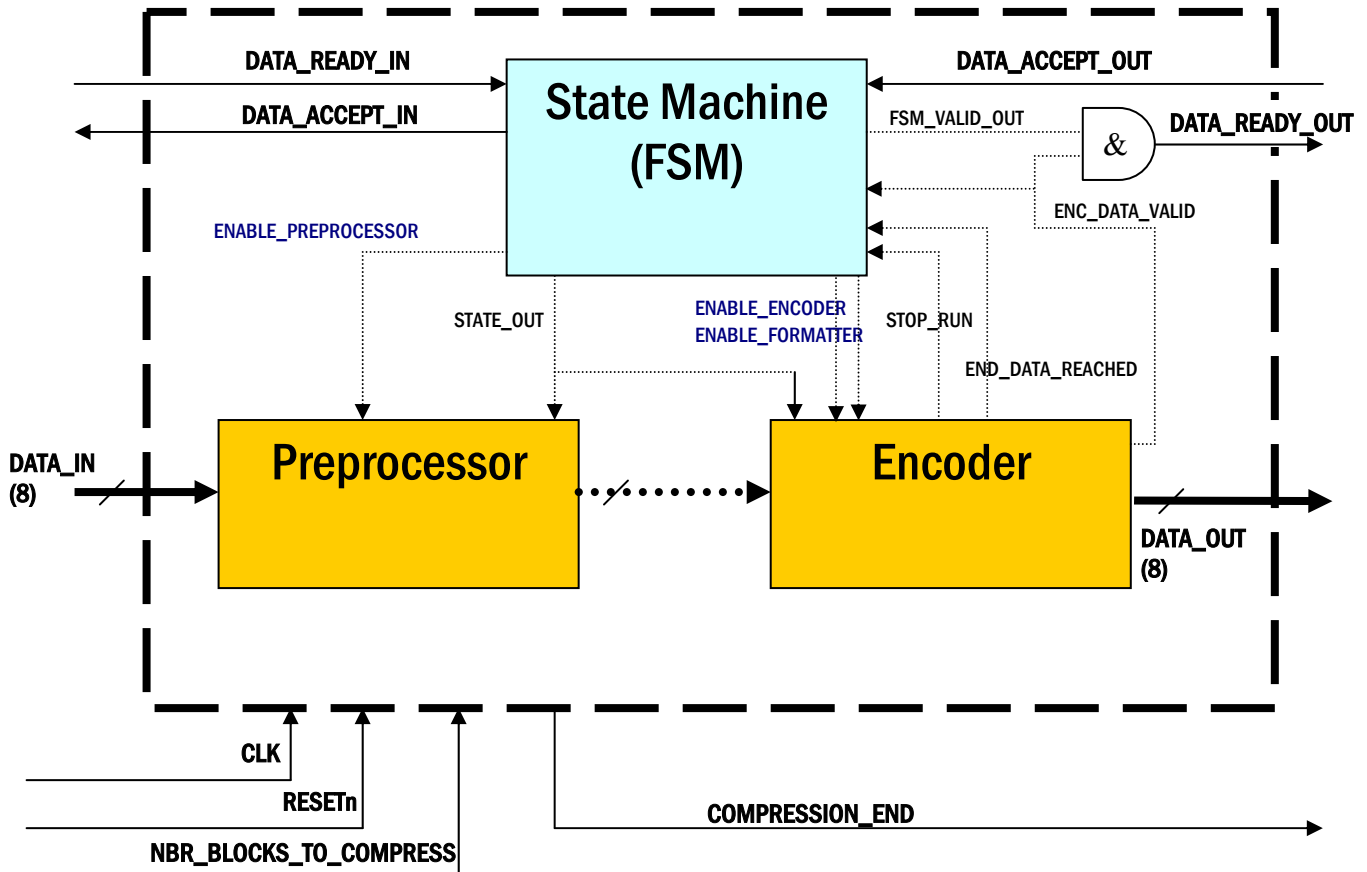 DATA_READY_IN
DATA_ACCEPT_OUT
State Machine
(FSM)
DATA_ACCEPT_IN
FSM_VALID_OUT
&
DATA_READY_OUT
ENC_DATA_VALID
ENABLE_PREPROCESSOR
STATE_OUT
ENABLE_ENCODER
ENABLE_FORMATTER
STOP_RUN
END_DATA_REACHED
DATA_IN
(8)
Preprocessor
Encoder
DATA_OUT
(8)
CLK
RESETn
NBR_BLOCKS_TO_COMPRESS
COMPRESSION_END